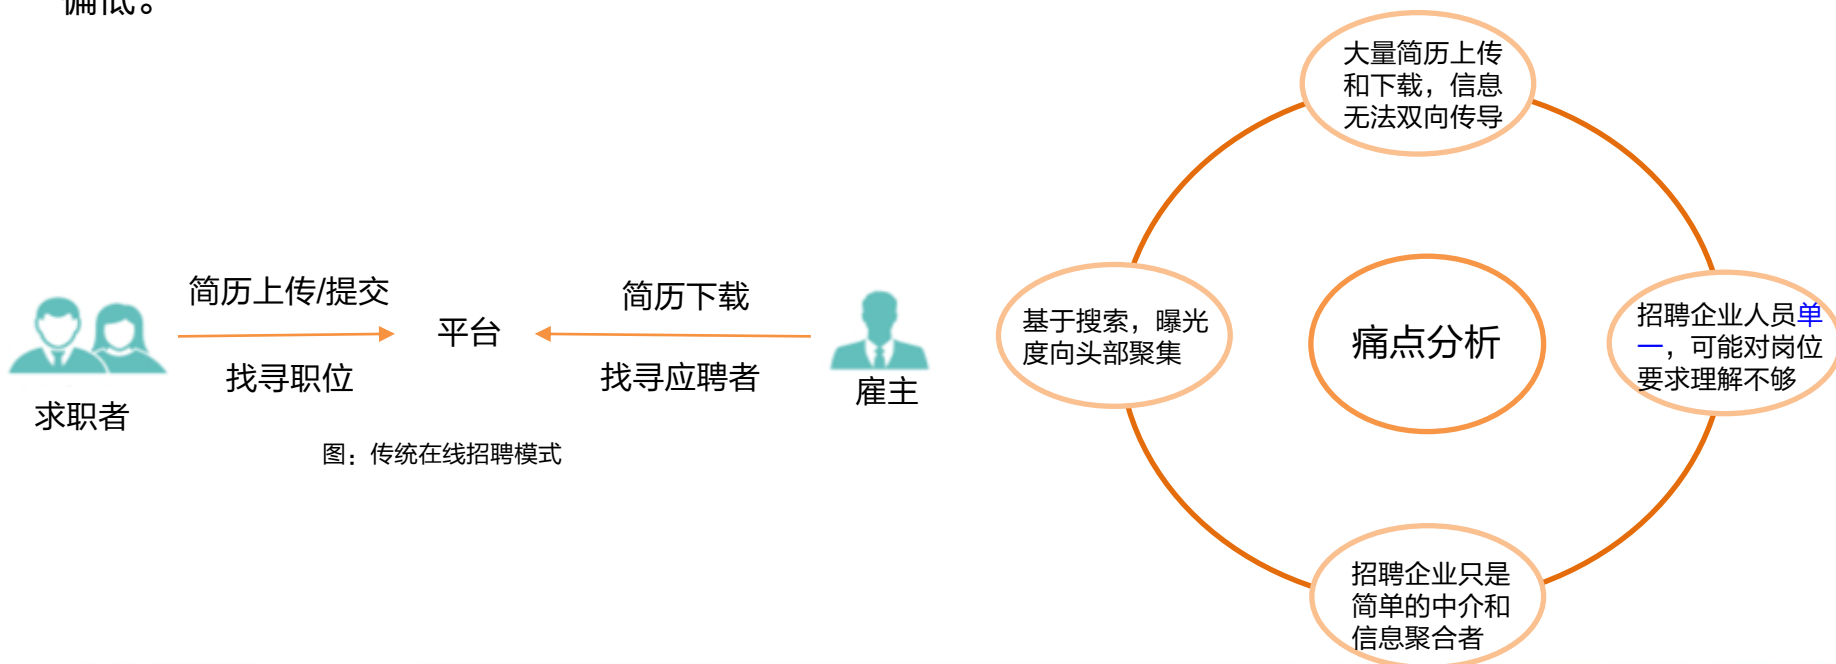 偏低。
简历上传/提交
找寻职位
求职者
平台
简历下载
找寻应聘者
雇主
图：传统在线招聘模式
大量简历上传
和下载，信息
无法双向传导
基于搜索，曝光
度向头部聚集
痛点分析
招聘企业人员单
一，可能对岗位
要求理解不够
招聘企业只是
简单的中介和
信息聚合者